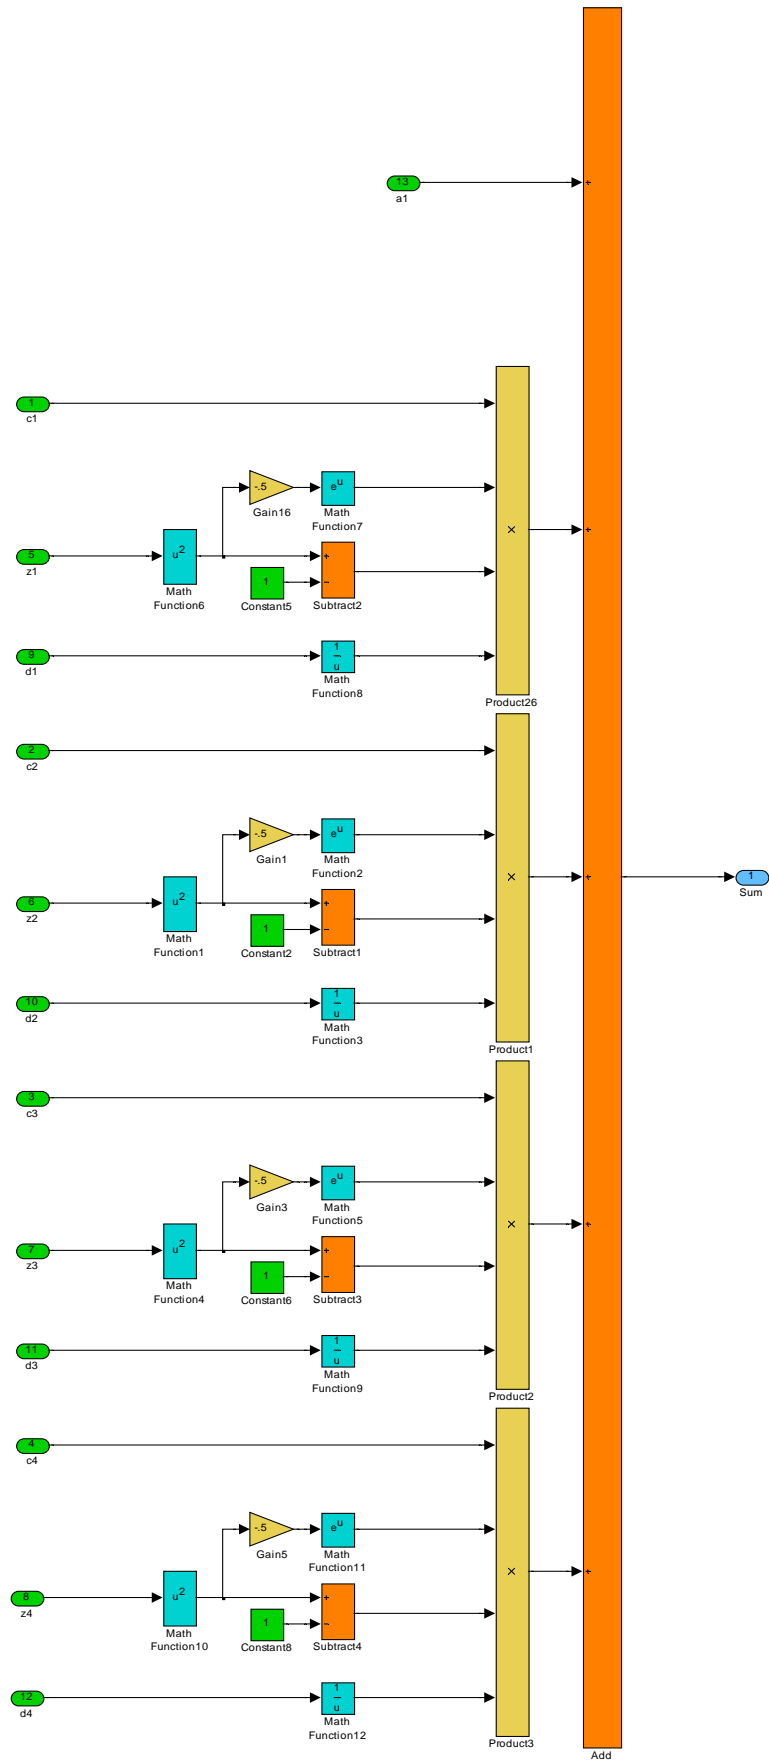 13
+
a1
1
c1
-.5
Gain16
e^u
Math
Function7
×
+
5
z1
u^2
Math
Function6
+
−
Subtract2
1
Constant5
9
d1
1
u
Math
Function8
Product26
2
c2
-.5
Gain1
e^u
Math
Function2
×
+
1
Sum
6
z2
u^2
Math
Function1
+
−
Subtract1
1
Constant2
10
d2
1
u
Math
Function3
Product1
3
c3
-.5
Gain3
e^u
Math
Function5
×
+
7
z3
u^2
Math
Function4
+
−
Subtract3
1
Constant6
11
d3
1
u
Math
Function9
Product2
4
c4
-.5
Gain5
e^u
Math
Function11
×
+
8
z4
u^2
Math
Function10
+
−
Subtract4
1
Constant8
12
d4
1
u
Math
Function12
Product3
Add